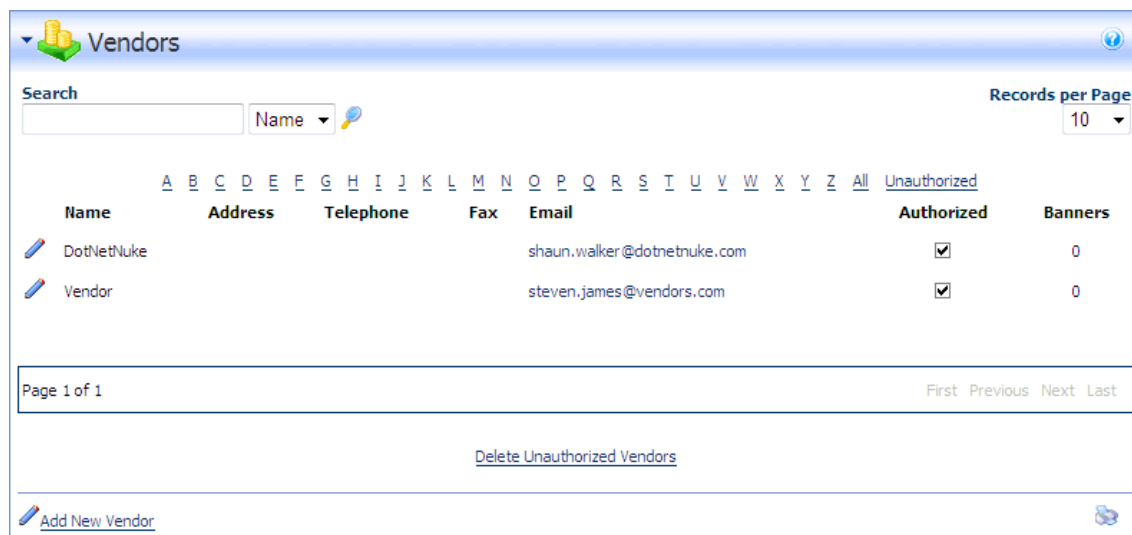 Vendors
Search Records per Page
Name 10
A B C D E F G H I J K L M N O P Q R S T U V W X Y Z All Unauthorized
Name Address Telephone Fax Email Authorized Banners
DotNetNuke shaun.walker@dotnetnuke.com 0
Vendor steven.james@vendors.com 0
Page 1 of 1 First Previous Next Last
Delete Unauthorized Vendors
Add New Vendor